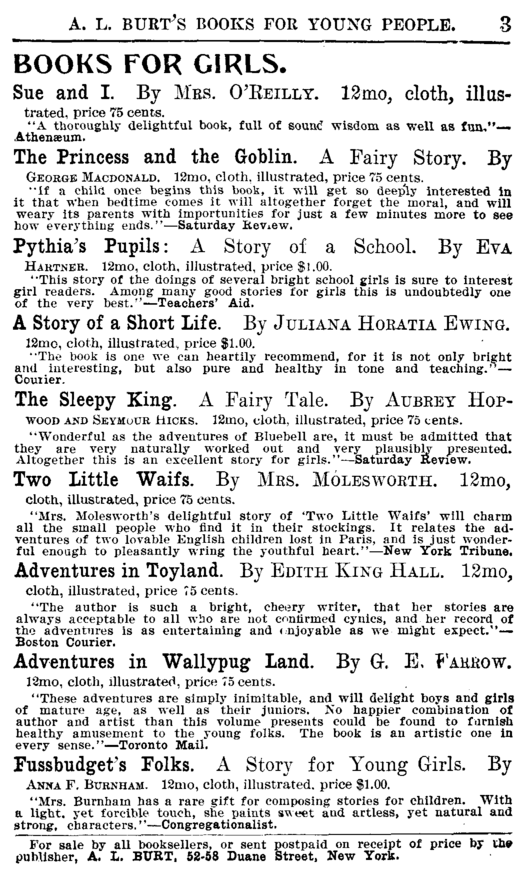 A. L. BURT'S BOOKS FOR YOUNG PEOPLE. 3
BOOKS FOR GIRLS.
Sue and I. By MRS. O'REILLY. 12mo, cloth, illus-
trated, price 75 cents.
"A thoroughly delightful book, full of sound wisdom as well as fun."—
Athenæum.
The Princess and the Goblin. A Fairy Story. By
GEORGE MACDONALD. 12mo, cloth, illustrated, price 75 cents.
"If a child once begins this book, it will get so deeply interested in
it that when bedtime comes it will altogether forget the moral, and will
weary its parents with importunities for just a few minutes more to see
how everything ends."—Saturday Review.
Pythia's Pupils: A Story of a School. By EVA
HARTNER. 12mo, cloth, illustrated, price $1.00.
"This story of the doings of several bright school girls is sure to interest
girl readers. Among many good stories for girls this is undoubtedly one
of the very best."—Teachers' Aid.
A Story of a Short Life. By JULIANA HORATIA EWING.
12mo, cloth, illustrated, price $1.00.
"The book is one we can heartily recommend, for it is not only bright
and interesting, but also pure and healthy in tone and teaching."—
Courier.
The Sleepy King. A Fairy Tale. By AUBREY HOP-
WOOD AND SEYMOUR HICKS. 12mo, cloth, illustrated, price 75 cents.
"Wonderful as the adventures of Bluebell are, it must be admitted that
they are very naturally worked out and very plausibly presented.
Altogether this is an excellent story for girls."—Saturday Review.
Two Little Waifs. By MRS. MOLESWORTH. 12mo,
cloth, illustrated, price 75 cents.
"Mrs. Molesworth's delightful story of 'Two Little Waifs' will charm
all the small people who find it in their stockings. It relates the ad-
ventures of two lovable English children lost in Paris, and is just wonder-
ful enough to pleasantly wring the youthful heart."—New York Tribune.
Adventures in Toyland. By EDITH KING HALL. 12mo,
cloth, illustrated, price 75 cents.
"The author is such a bright, cheery writer, that her stories are
always acceptable to all who are not confirmed cynics, and her record of
the adventures is as entertaining and enjoyable as we might expect."—
Boston Courier.
Adventures in Wallypug Land. By G. E. FARROW.
12mo, cloth, illustrated, price 75 cents.
"These adventures are simply inimitable, and will delight boys and girls
of mature age, as well as their juniors. No happier combination of
author and artist than this volume presents could be found to furnish
healthy amusement to the young folks. The book is an artistic one in
every sense."—Toronto Mail.
Fussbudget's Folks. A Story for Young Girls. By
ANNA F. BURNHAM. 12mo, cloth, illustrated, price $1.00.
"Mrs. Burnham has a rare gift for composing stories for children. With
a light, yet forcible touch, she paints sweet and artless, yet natural and
strong, characters."—Congregationalist.
For sale by all booksellers, or sent postpaid on receipt of price by the
publisher, A. L. BURT, 52-58 Duane Street, New York.